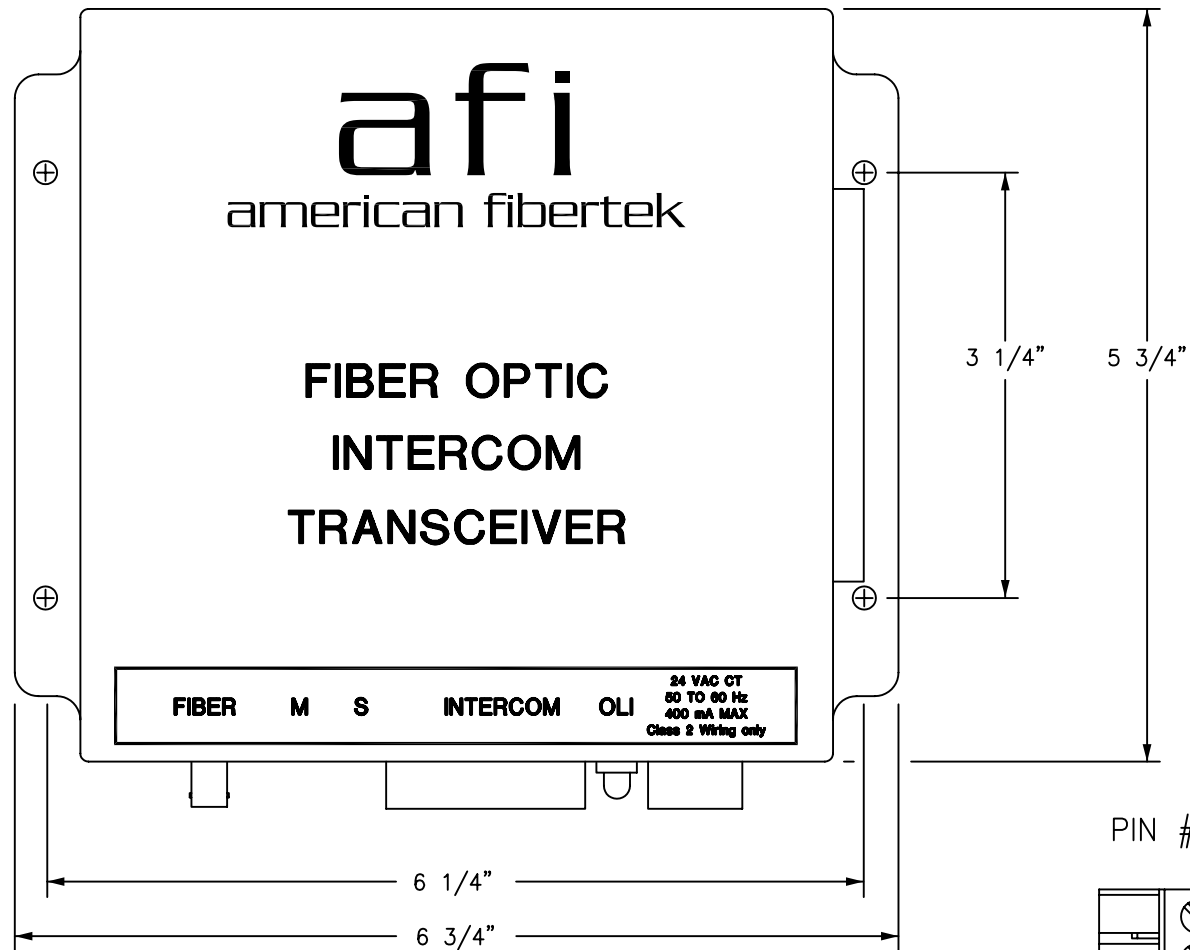 afi
american fibertek
FIBER OPTIC
INTERCOM
TRANSCEIVER
3 1/4”
5 3/4”
FIBER M S INTERCOM OLI
24 VAC CT
50 TO 60 Hz
400 mA MAX
Class 2 Wiring only
PIN #
6 1/4”
6 3/4”